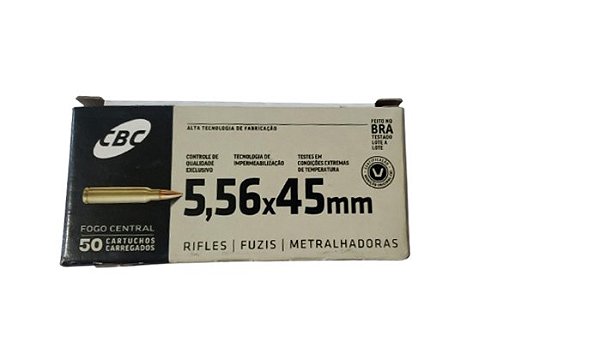 CBC
FOGO CENTRAL
50 CARTUCHOS
CARREGADOS
ALTA TECNOLOGIA DE FABRICAÇÃO
CONTROLE DE
QUALIDADE
EXCLUSIVO
TECNOLOGIA DE
IMPERMEABILIZAÇÃO
TESTES EM
CONDIÇÕES EXTREMAS
DE TEMPERATURA
5,56x45mm
RIFLES | FUZIS | METRALHADORAS
FEITO NO
BRA
TESTADO
LOTE A
LOTE
V